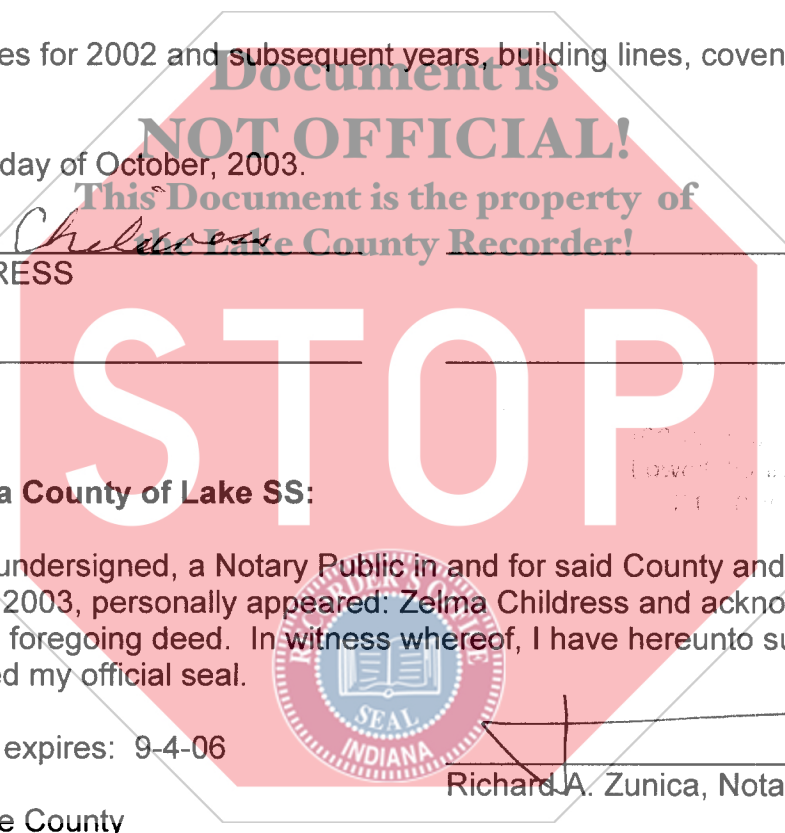 es for 2002 and subsequent years, building lines, coven
Document is
NOT OFFICIAL!
day of October, 2003.
This Document is the property of
the Lake County Recorder!
Childress
RESS
STOP
Lowell
a County of Lake SS:
undersigned, a Notary Public in and for said County and
2003, personally appeared: Zelma Childress and ackno
foregoing deed. In witness whereof, I have hereunto su
ed my official seal.
RECORDER'S OFFICE
SEAL
INDIANA
expires: 9-4-06
Richard A. Zunica, Nota
e County